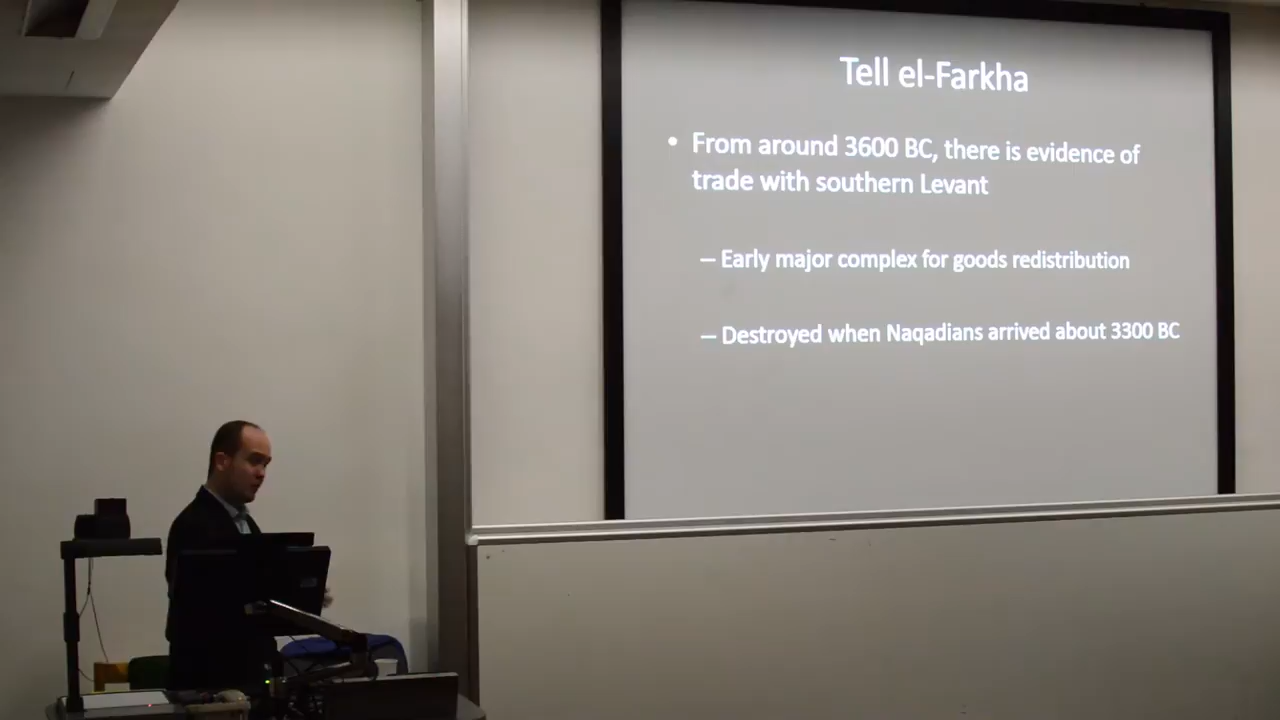 Tell el-Farkha
• From around 3600 BC, there is evidence of
trade with southern Levant
– Early major complex for goods redistribution
– Destroyed when Naqadians arrived about 3300 BC